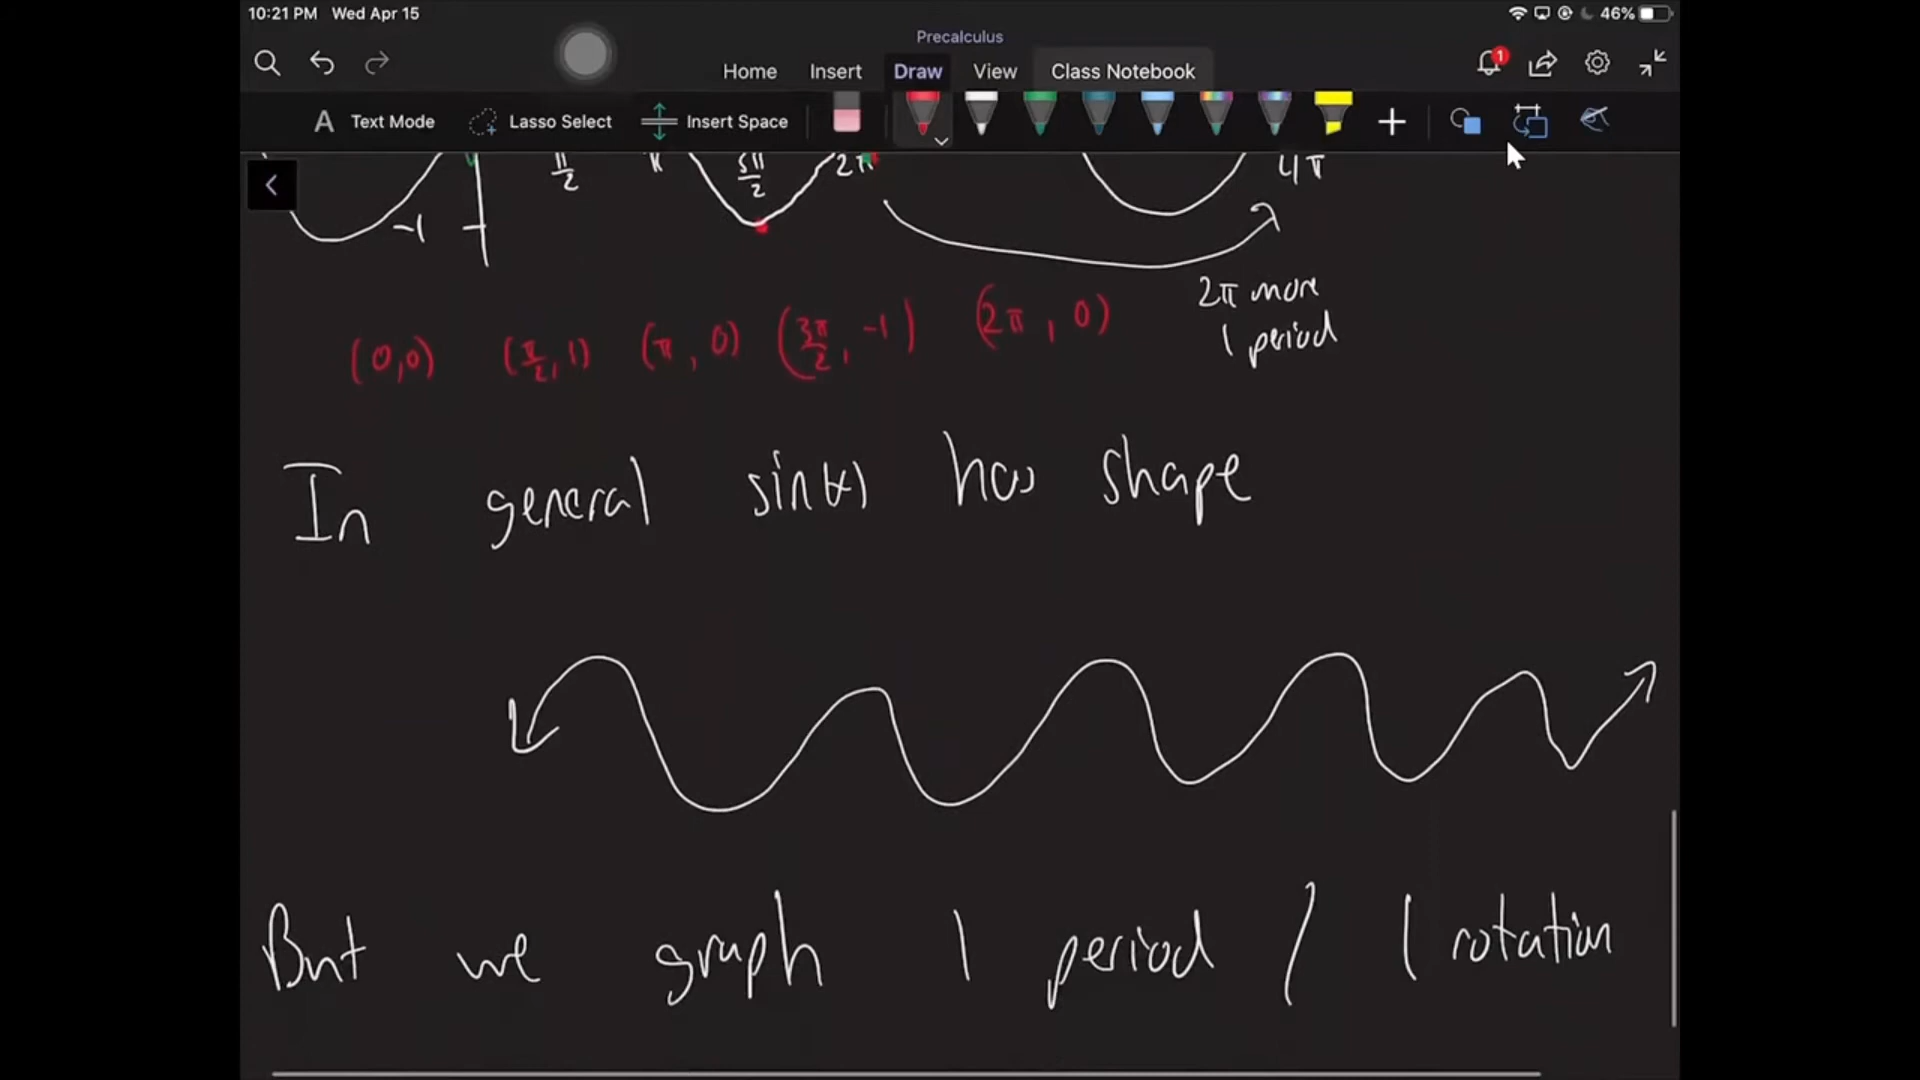 10:21 PM Wed Apr 15 46%
Precalculus
Home Insert Draw View Class Notebook 1
A Text Mode Lasso Select Insert Space
π/2 π 3π/2 2π 4π
-1
2π more
1 period
(0,0) (π/2, 1) (π, 0) (3π/2, -1) (2π, 0)
In general sin(x) has shape
But we graph 1 period / 1 rotation